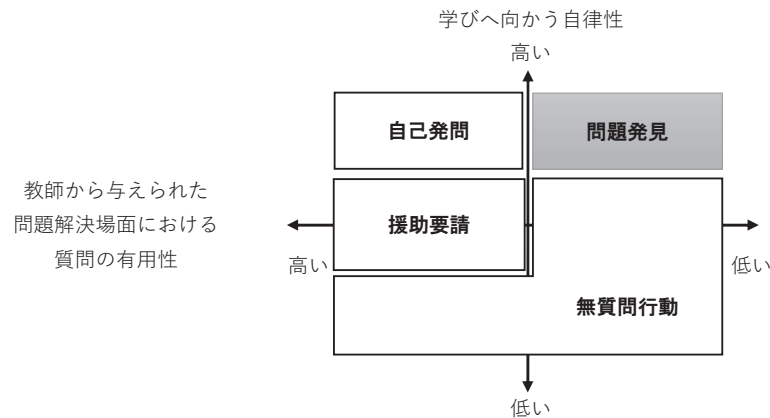 学びへ向かう自律性
高い
自己発問
問題発見
教師から与えられた
問題解決場面における
質問の有用性
援助要請
高い
低い
無質問行動
低い